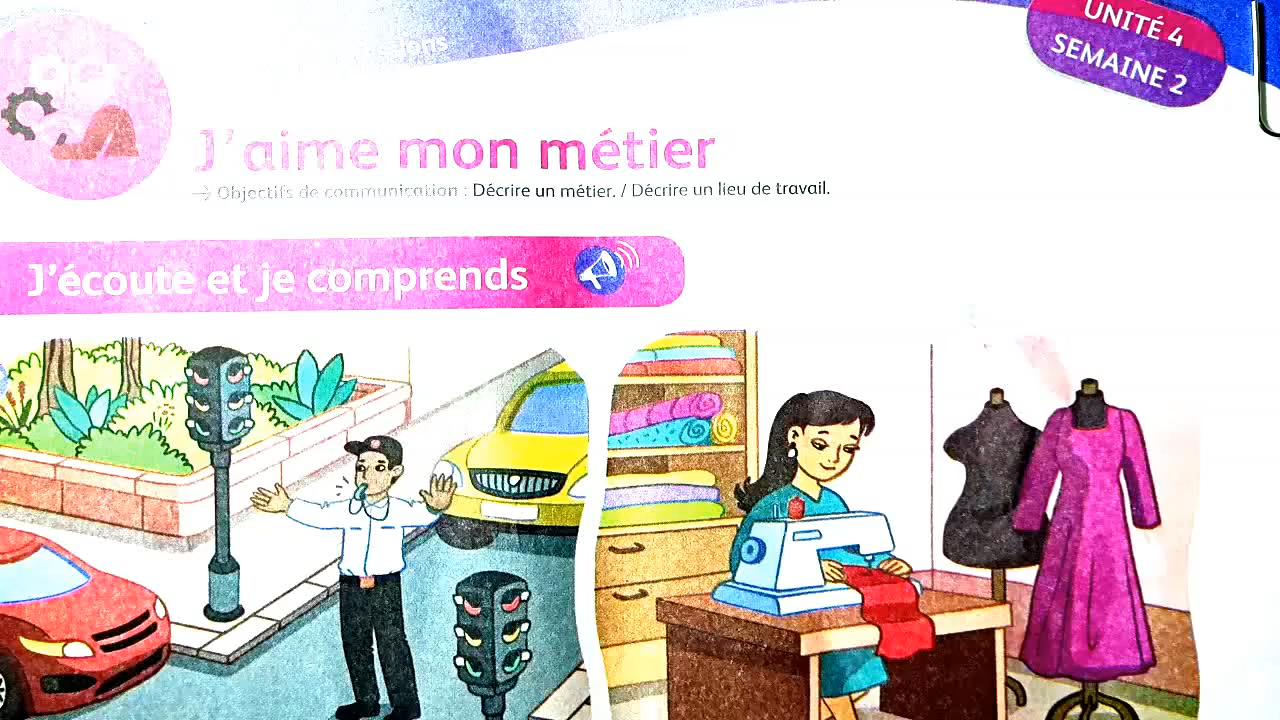 UNITÉ 4
SEMAINE 2
J'aime mon métier
→ Objectifs de communication : Décrire un métier. / Décrire un lieu de travail.
J'écoute et je comprends